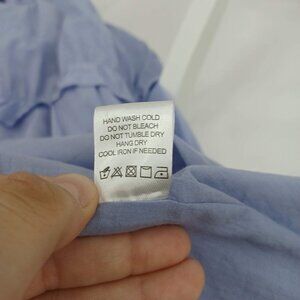 HAND WASH COLD
DO NOT BLEACH
DO NOT TUMBLE DRY
HANG DRY
COOL IRON IF NEEDED